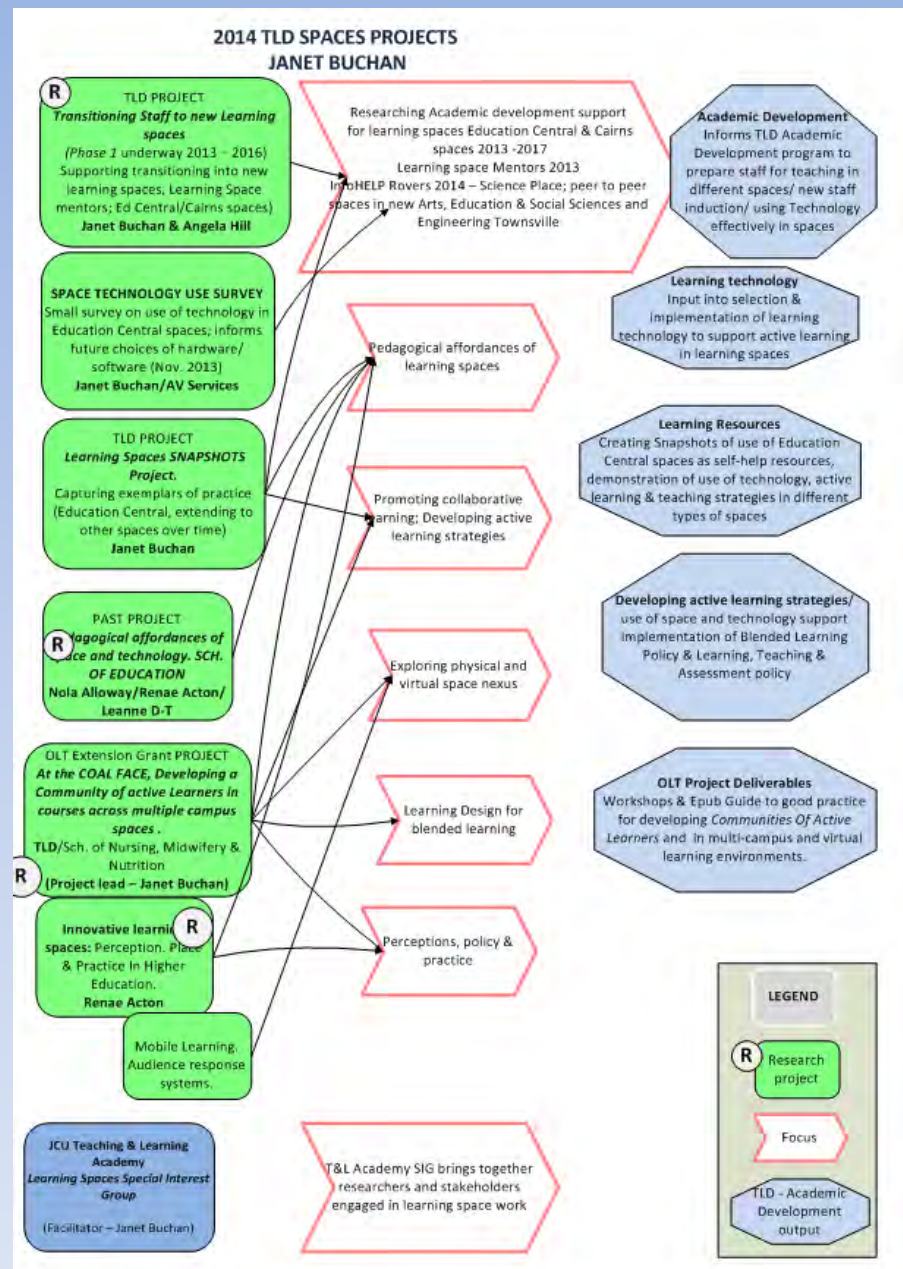 2014 TLD SPACES PROJECTS
JANET BUCHAN
R
TLD PROJECT
Transitioning Staff to new Learning
spaces
(Phase 1 underway 2013 – 2016)
Supporting transitioning into new
learning spaces, Learning Space
mentors; Ed Central/Cairns spaces)
Janet Buchan & Angela Hill
SPACE TECHNOLOGY USE SURVEY
Small survey on use of technology in
Education Central spaces; informs
future choices of hardware/
software (Nov. 2013)
Janet Buchan/AV Services
TLD PROJECT
Learning Spaces SNAPSHOTS
Project.
Capturing exemplars of practice
(Education Central, extending to
other spaces over time)
Janet Buchan
PAST PROJECT
R
affordances of
and technology. SCH.
OF EDUCATION
Nola Alloway/Renae Acton/
Leanne D-T
OLT Extension Grant PROJECT
At the COAL FACE, Developing a
Community of active Learners in
courses across multiple campus
spaces .
TLD/Sch. of Nursing, Midwifery &
Nutrition
(Project lead – Janet Buchan)
R
Innovative
R
spaces: Perception.
& Practice In Higher
Education.
Renae Acton
Mobile Learning.
Audience response
systems.
JCU Teaching & Learning
Academy
Learning Spaces Special Interest
Group
(Facilitator – Janet Buchan)
Researching Academic development support
for learning spaces Education Central & Cairns
spaces 2013 -2017
Learning space Mentors 2013
InfoHELP Rovers 2014 – Science Place; peer to peer
spaces in new Arts, Education & Social Sciences and
Engineering Townsville
Pedagogical affordances of
learning spaces
Promoting collaborative
learning; Developing active
learning strategies
Exploring physical and
virtual space nexus
Learning Design for
blended learning
Perceptions, policy &
practice
T&L Academy SIG brings together
researchers and stakeholders
engaged in learning space work
Academic Development
Informs TLD Academic
Development program to
prepare staff for teaching in
different spaces/ new staff
induction/ using Technology
effectively in spaces
Learning technology
Input into selection &
implementation of learning
technology to support active learning
in learning spaces
Learning Resources
Creating Snapshots of use of Education
Central spaces as self-help resources,
demonstration of use of technology, active
learning & teaching strategies in different
types of spaces
Developing active learning strategies/
use of space and technology support
implementation of Blended Learning
Policy & Learning, Teaching &
Assessment policy
OLT Project Deliverables
Workshops & Epub Guide to good practice
for developing Communities Of Active
Learners and in multi-campus and virtual
learning environments.
LEGEND
R
Research
project
Focus
TLD - Academic
Development
output